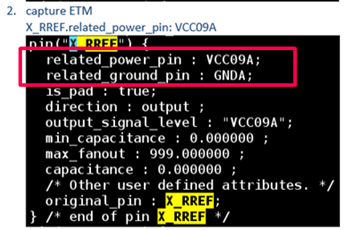 2. capture ETM
X_RREF.related_power_pin: VCC09A
pin("X_RREF") {
related_power_pin : VCC09A;
related_ground_pin : GNDA;
is_pad : true;
direction : output ;
output_signal_level : "VCC09A";
min_capacitance : 0.000000 ;
max_fanout : 999.000000 ;
capacitance : 0.000000 ;
/* Other user defined attributes. */
original_pin : X_RREF;
} /* end of pin X_RREF */